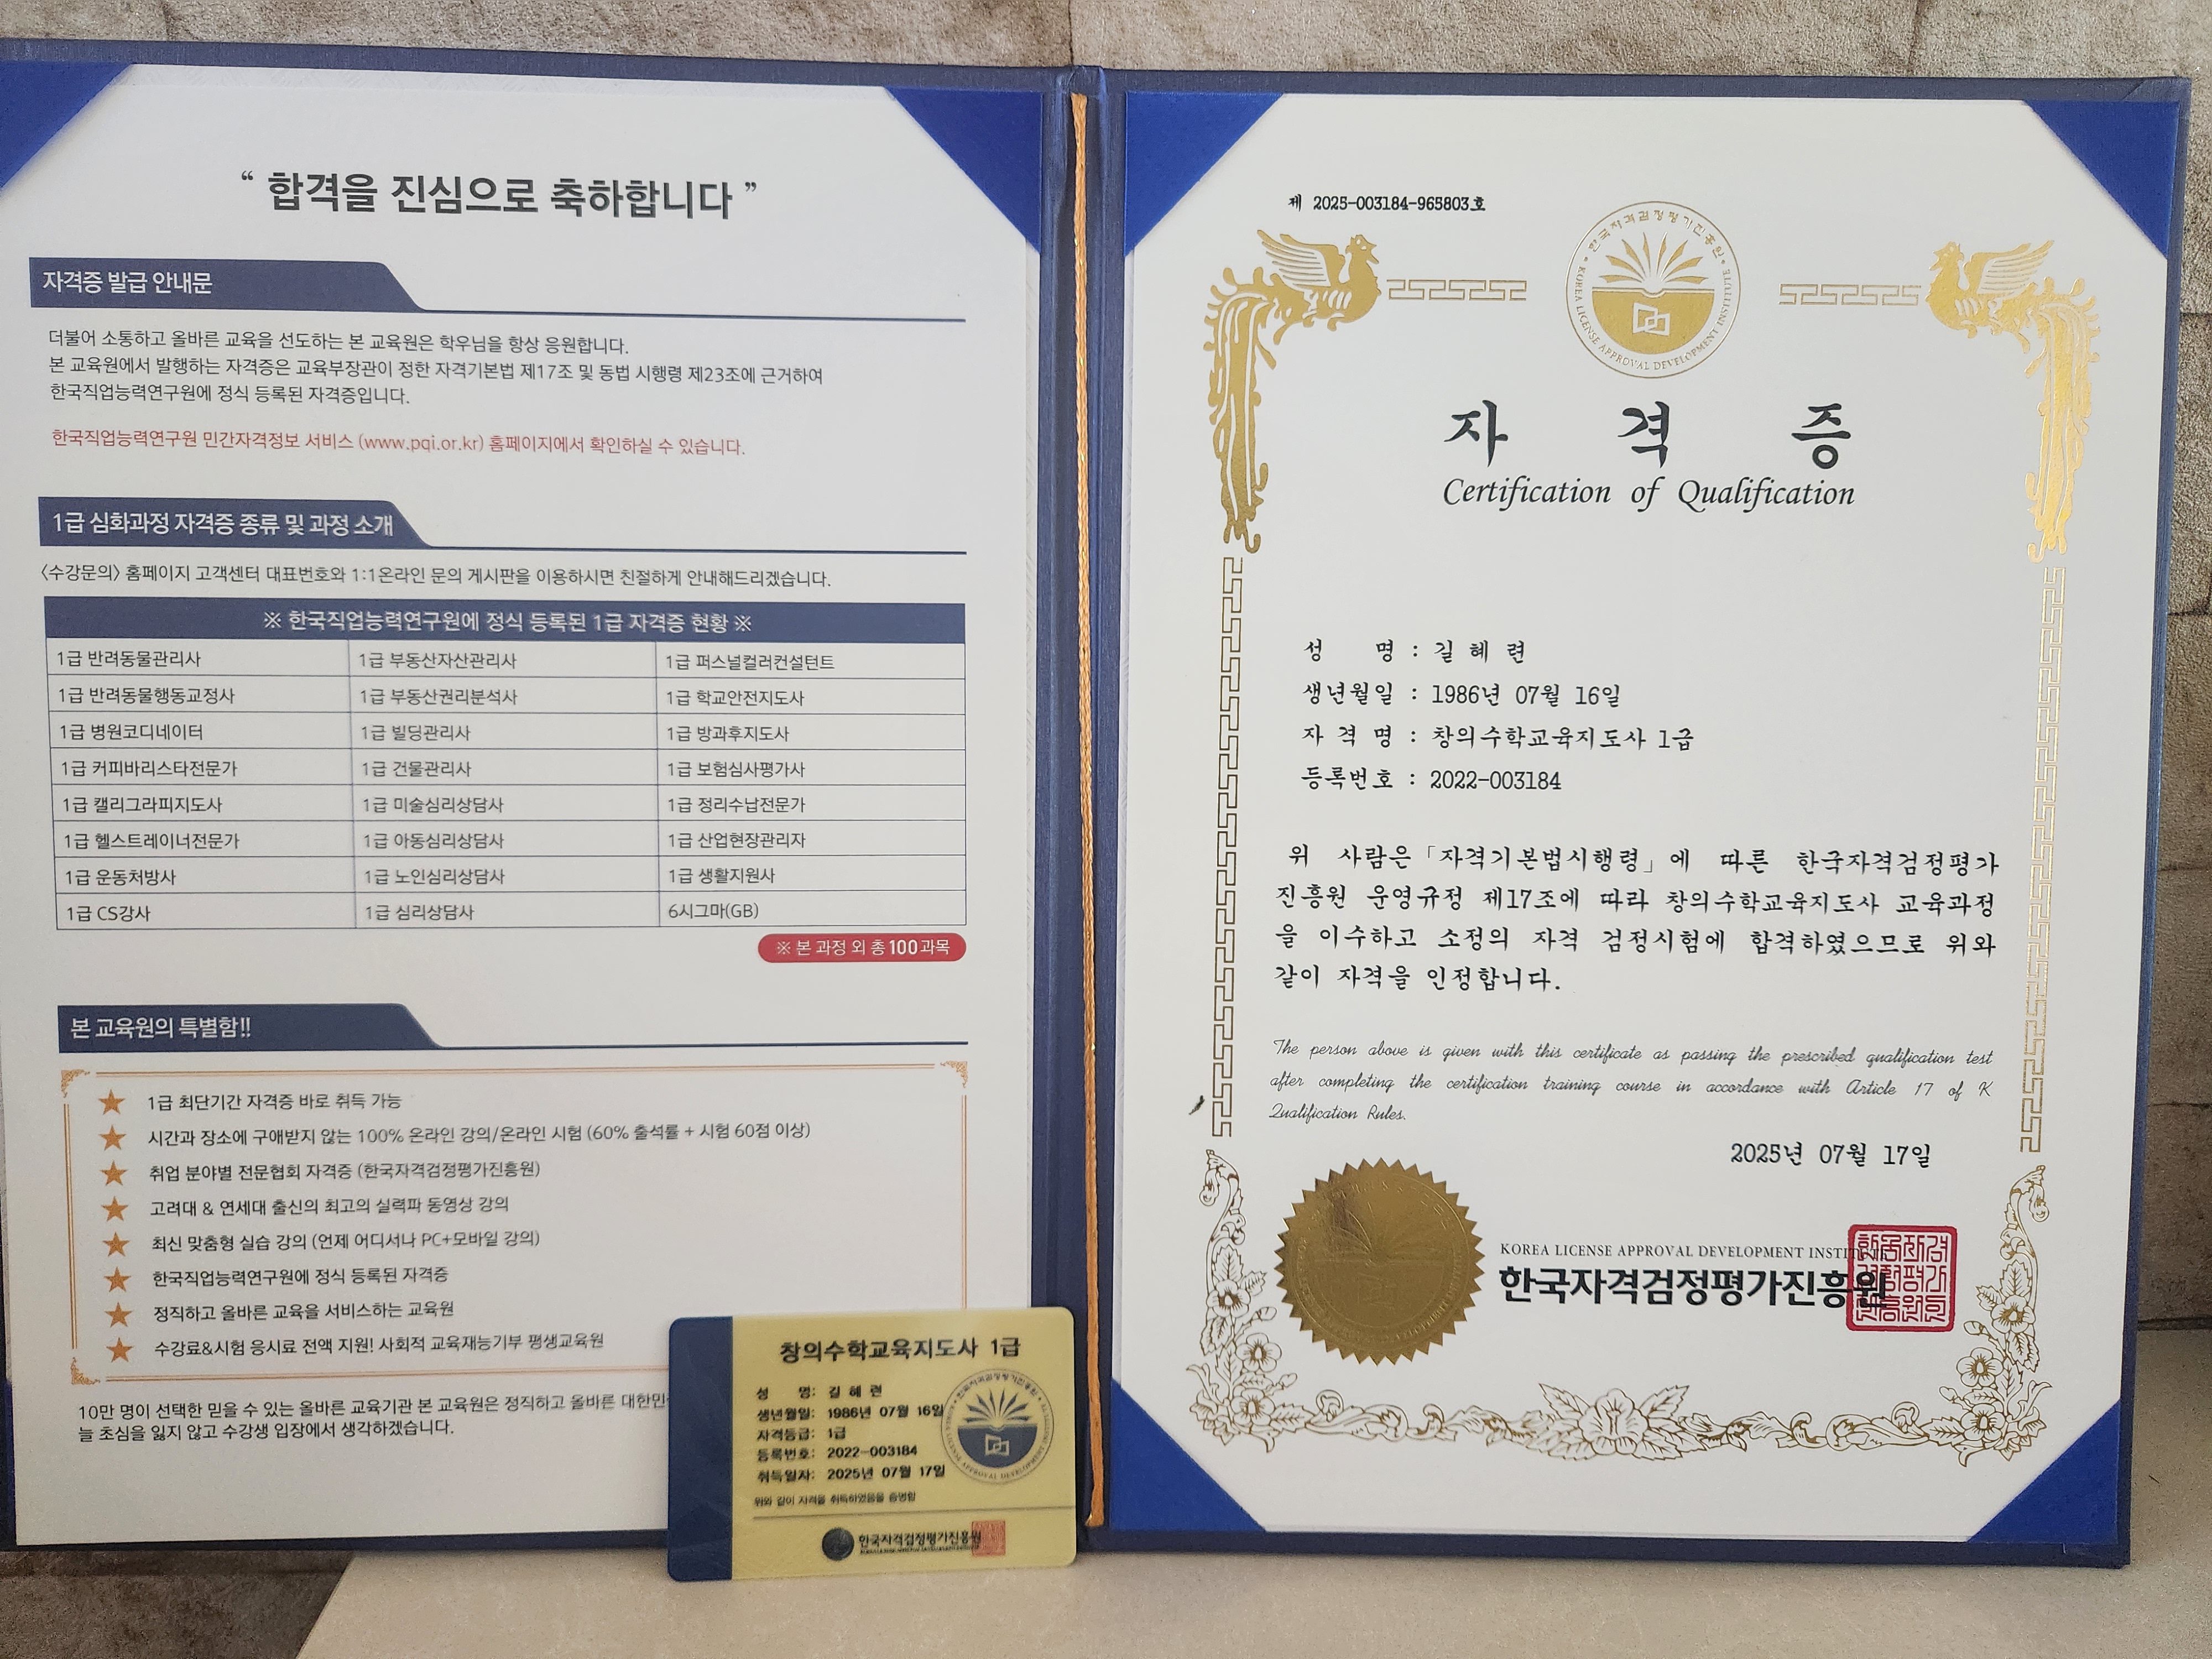 “ 합격을 진심으로 축하합니다 ”
자격증 발급 안내문
더불어 소통하고 올바른 교육을 선도하는 본 교육원은 학우님을 항상 응원합니다.
본 교육원에서 발행하는 자격증은 교육부장관이 정한 자격기본법 제17조 및 동법 시행령 제23조에 근거하여
한국직업능력연구원에 정식 등록된 자격증입니다.
한국직업능력연구원 민간자격정보 서비스 (www.pqi.or.kr) 홈페이지에서 확인하실 수 있습니다.
1급 심화과정 자격증 종류 및 과정 소개
〈수강문의〉 홈페이지 고객센터 대표번호와 1:1온라인 문의 게시판을 이용하시면 친절하게 안내해드리겠습니다.
※ 한국직업능력연구원에 정식 등록된 1급 자격증 현황 ※
1급 반려동물관리사 1급 부동산자산관리사 1급 퍼스널컬러컨설턴트
1급 반려동물행동교정사 1급 부동산권리분석사 1급 학교안전지도사
1급 병원코디네이터 1급 빌딩관리사 1급 방과후지도사
1급 커피바리스타전문가 1급 건물관리사 1급 보험심사평가사
1급 캘리그라피지도사 1급 미술심리상담사 1급 정리수납전문가
1급 헬스트레이너전문가 1급 아동심리상담사 1급 산업현장관리자
1급 운동처방사 1급 노인심리상담사 1급 생활지원사
1급 CS강사 1급 심리상담사 6시그마(GB)
※ 본 과정 외 총 100과목
본 교육원의 특별함!!
★ 1급 최단기간 자격증 바로 취득 가능
★ 시간과 장소에 구애받지 않는 100% 온라인 강의/온라인 시험 (60% 출석률 + 시험 60점 이상)
★ 취업 분야별 전문협회 자격증 (한국자격검정평가진흥원)
★ 고려대 & 연세대 출신의 최고의 실력파 동영상 강의
★ 최신 맞춤형 실습 강의 (언제 어디서나 PC+모바일 강의)
★ 한국직업능력연구원에 정식 등록된 자격증
★ 정직하고 올바른 교육을 서비스하는 교육원
★ 수강료&시험 응시료 전액 지원! 사회적 교육재능기부 평생교육원
10만 명이 선택한 믿을 수 있는 올바른 교육기관 본 교육원은 정직하고 올바른 대한민
늘 초심을 잃지 않고 수강생 입장에서 생각하겠습니다.
창의수학교육지도사 1급
성 명: 길 혜 련
생년월일: 1986년 07월 16일
자격등급: 1급
등록번호: 2022-003184
취득일자: 2025년 07월 17일
위와 같이 자격을 취득하였음을 증명함
한국자격검정평가진흥원
제 2025-003184-965803호
한국자격검정평가진흥원
KOREA LICENSE APPROVAL DEVELOPMENT INSTITUTE
자 격 증
Certification of Qualification
성 명 : 길 혜 련
생년월일 : 1986년 07월 16일
자 격 명 : 창의수학교육지도사 1급
등록번호 : 2022-003184
위 사람은 「자격기본법시행령」에 따른 한국자격검정평가
진흥원 운영규정 제17조에 따라 창의수학교육지도사 교육과정
을 이수하고 소정의 자격 검정시험에 합격하였으므로 위와
같이 자격을 인정합니다.
The person above is given with this certificate as passing the prescribed qualification test
after completing the certification training course in accordance with Article 17 of K
Qualification Rules.
2025년 07월 17일
KOREA LICENSE APPROVAL DEVELOPMENT INSTITUTE
한국자격검정평가진흥원